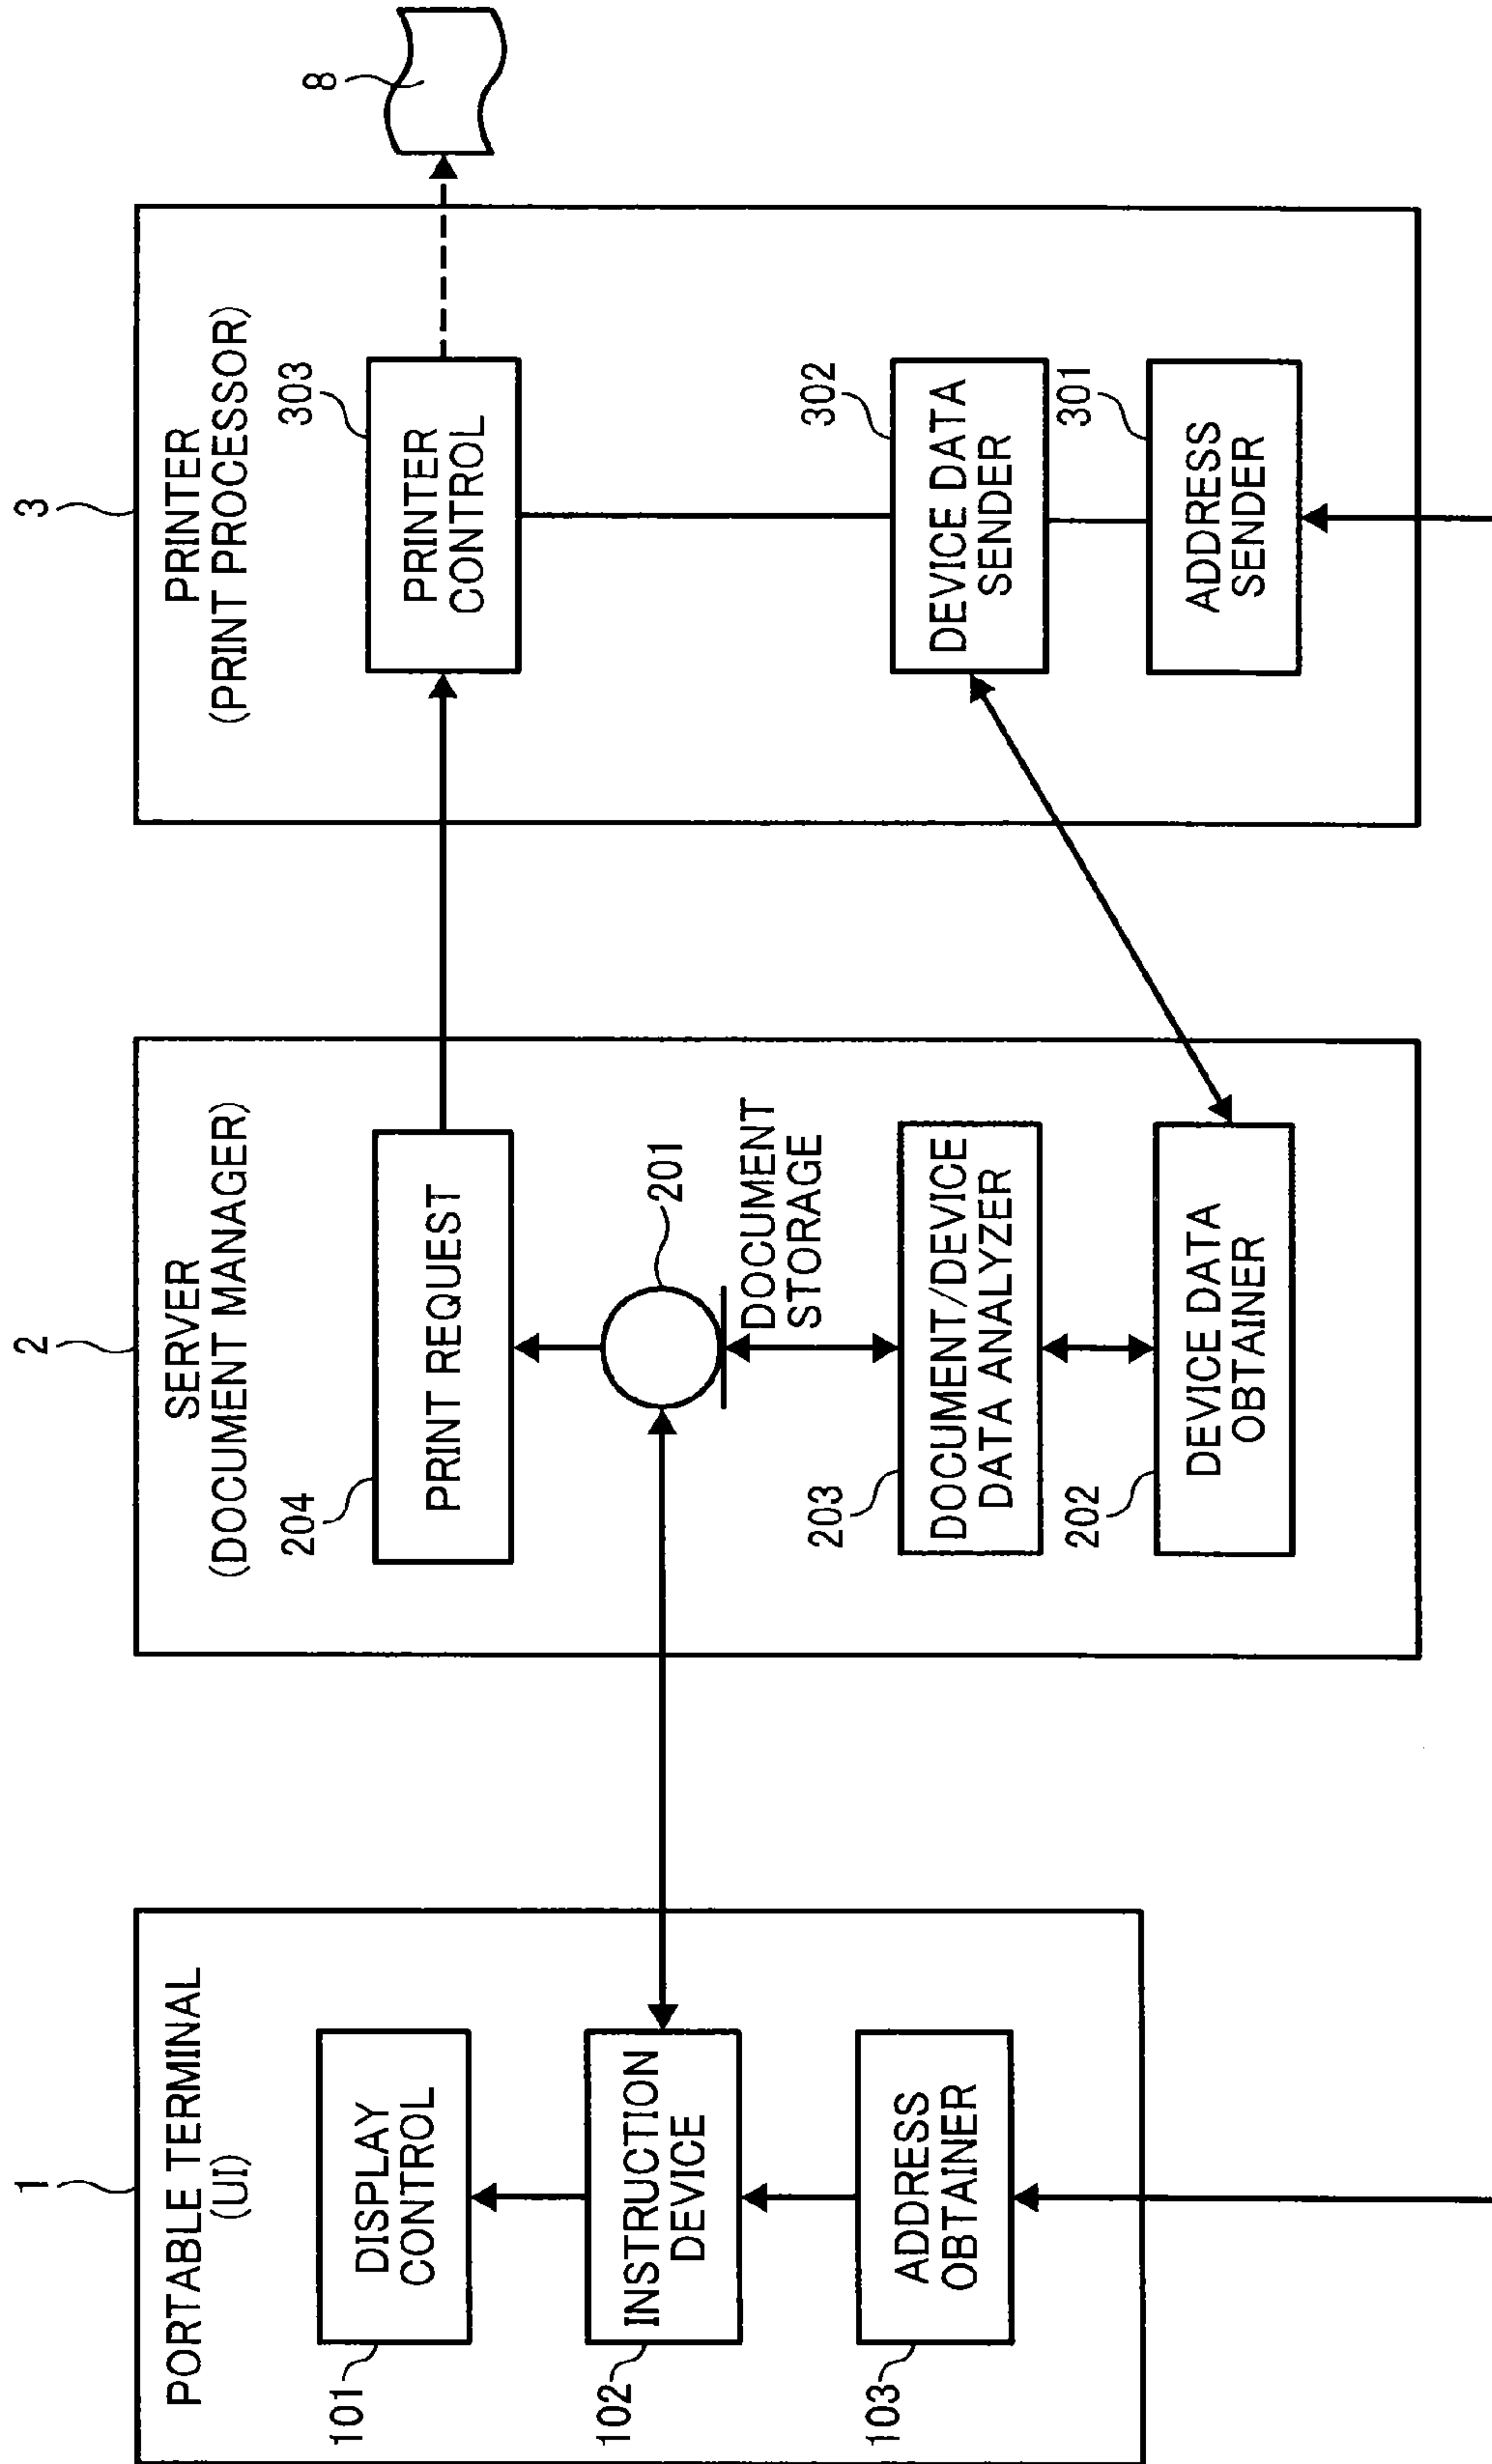 1
PORTABLE TERMINAL
(UI)
101
DISPLAY
CONTROL
102
INSTRUCTION
DEVICE
103
ADDRESS
OBTAINER
2
SERVER
(DOCUMENT MANAGER)
204
PRINT REQUEST
201
DOCUMENT
STORAGE
203
DOCUMENT/DEVICE
DATA ANALYZER
202
DEVICE DATA
OBTAINER
3
PRINTER
(PRINT PROCESSOR)
303
PRINTER
CONTROL
302
DEVICE DATA
SENDER
301
ADDRESS
SENDER
8